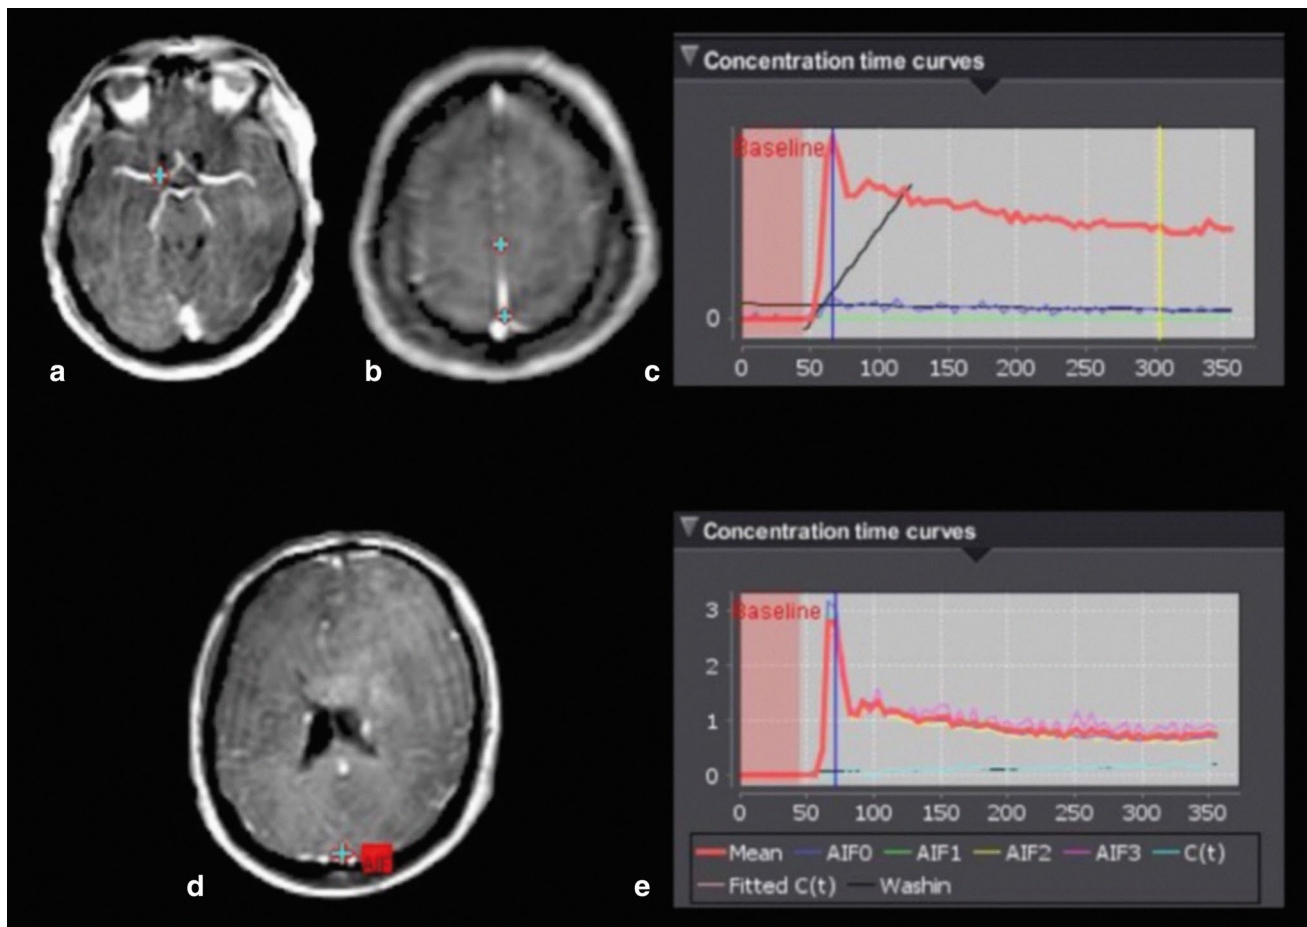 a
b
c
Concentration time curves
Baseline
0
0 50 100 150 200 250 300 350
d
AIF
e
Concentration time curves
Baseline
3
2
1
0
0 50 100 150 200 250 300 350
Mean AIF0 AIF1 AIF2 AIF3 C(t)
Fitted C(t) Washin